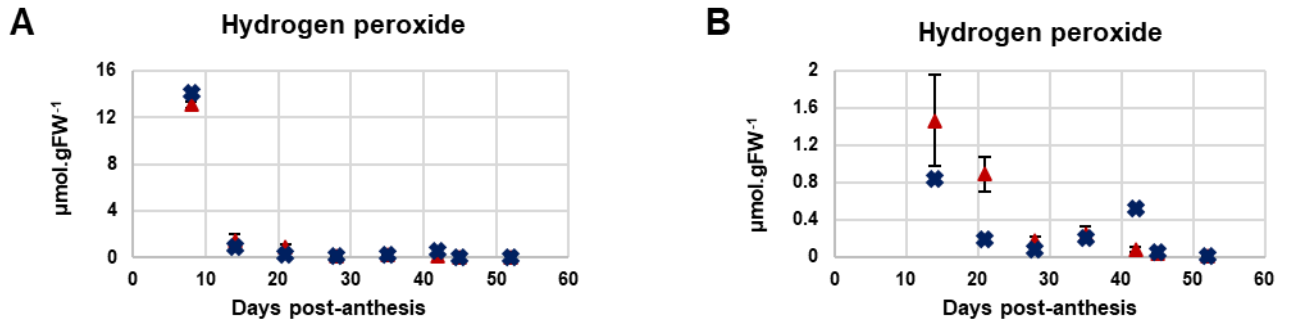 A
Hydrogen peroxide
16
12
8
4
0
µmol.gFW⁻¹
0 10 20 30 40 50 60
Days post-anthesis
B
Hydrogen peroxide
2
1.6
1.2
0.8
0.4
0
µmol.gFW⁻¹
0 10 20 30 40 50 60
Days post-anthesis